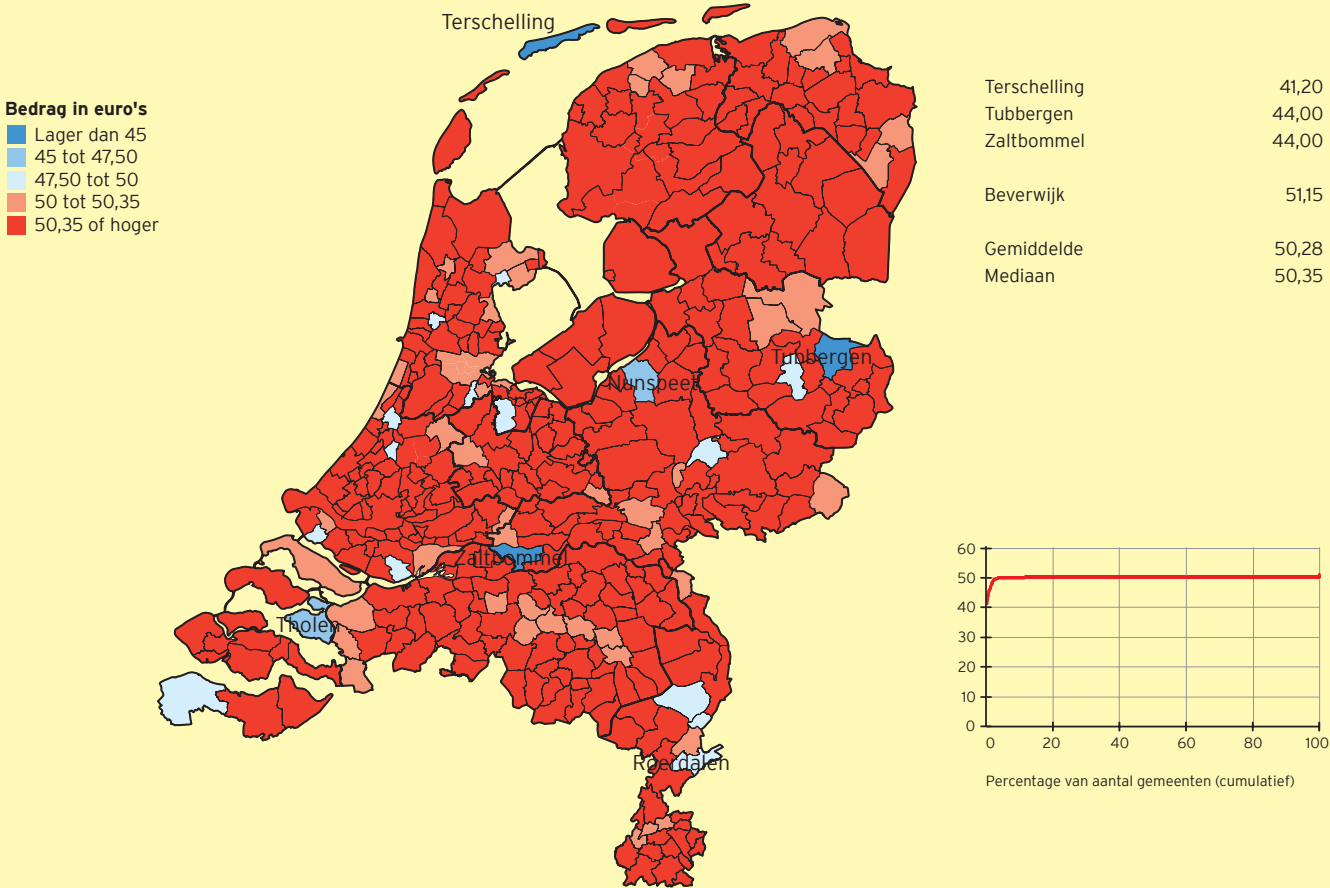 Terschelling
Bedrag in euro's
Lager dan 45
45 tot 47,50
47,50 tot 50
50 tot 50,35
50,35 of hoger
Tubbergen
Nunspeet
Zaltbommel
Tholen
Roerdalen
Terschelling 41,20
Tubbergen 44,00
Zaltbommel 44,00
Beverwijk 51,15
Gemiddelde 50,28
Mediaan 50,35
60
50
40
30
20
10
0
0 20 40 60 80 100
Percentage van aantal gemeenten (cumulatief)